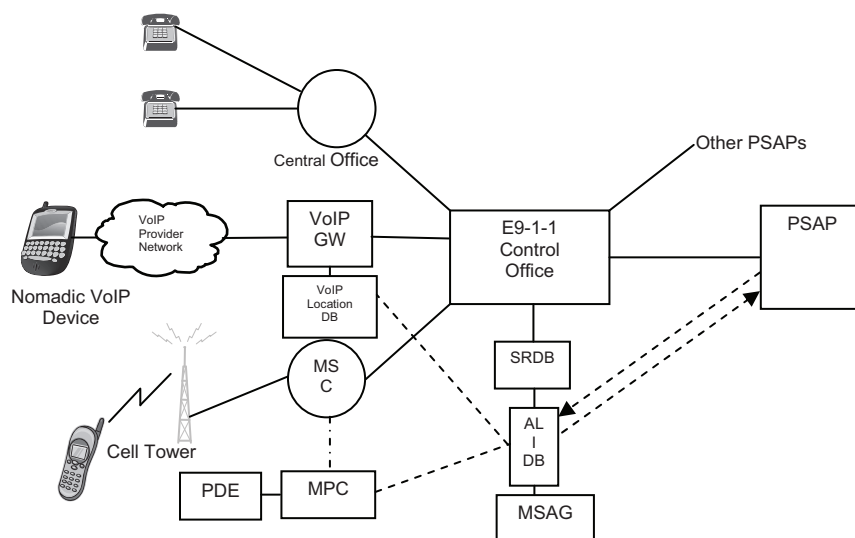 Central Office
Other PSAPs
VoIP
Provider
Network
VoIP
GW
E9-1-1
Control
Office
PSAP
Nomadic VoIP
Device
VoIP
Location
DB
MS
C
SRDB
Cell Tower
AL
I
DB
PDE
MPC
MSAG